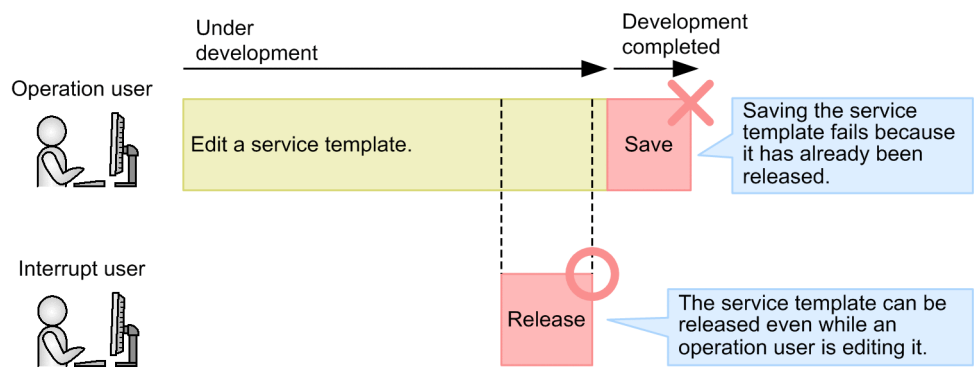 Under
development
Development
completed
Operation user
Edit a service template.
Save
Saving the service
template fails because
it has already been
released.
Interrupt user
Release
The service template can be
released even while an
operation user is editing it.